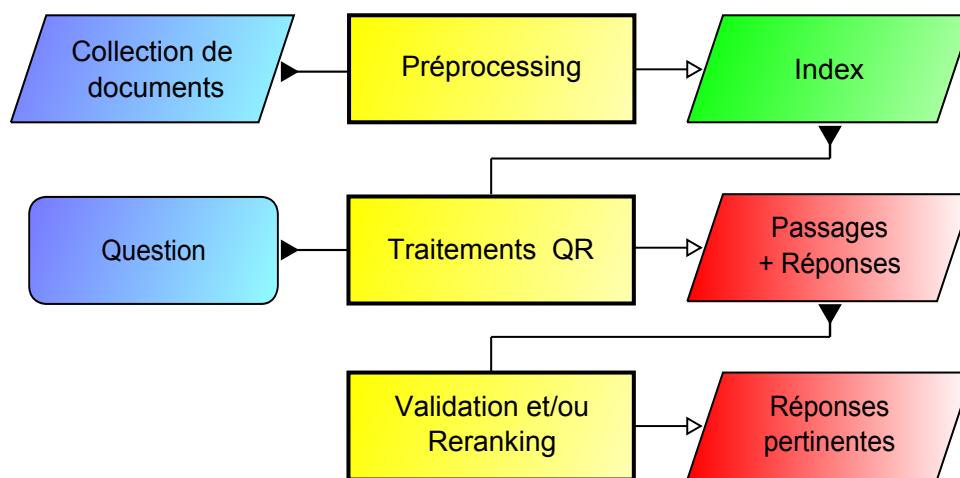 Collection de
documents
Préprocessing
Index
Question
Traitements QR
Passages
+ Réponses
Validation et/ou
Reranking
Réponses
pertinentes